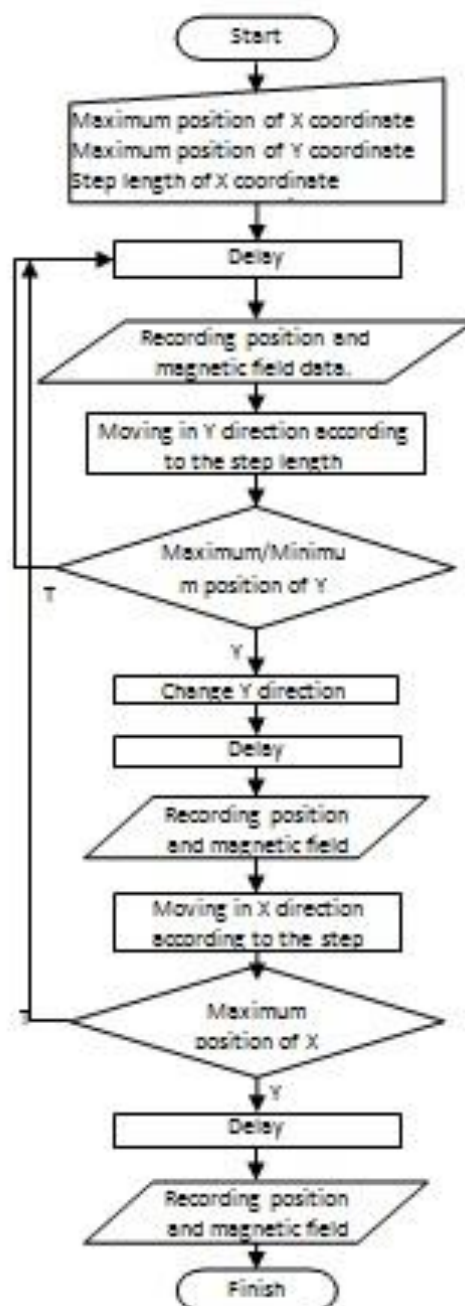 Start
Maximum position of X coordinate
Maximum position of Y coordinate
Step length of X coordinate
Delay
Recording position and
magnetic field data.
Moving in Y direction according
to the step length
Maximum/Minimu
m position of Y
T
Y
Change Y direction
Delay
Recording position
and magnetic field
Moving in X direction
according to the step
Maximum
position of X
T
Y
Delay
Recording position
and magnetic field
Finish